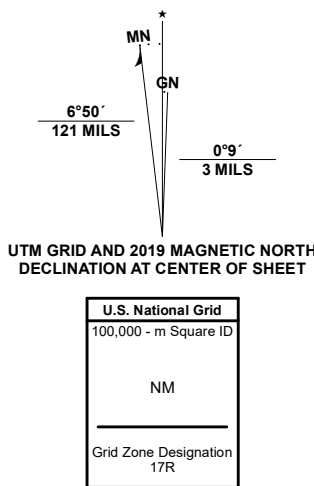 ★
MN
GN
6°50´
121 MILS
0°9´
3 MILS
UTM GRID AND 2019 MAGNETIC NORTH
DECLINATION AT CENTER OF SHEET
U.S. National Grid
100,000 - m Square ID
NM
Grid Zone Designation
17R